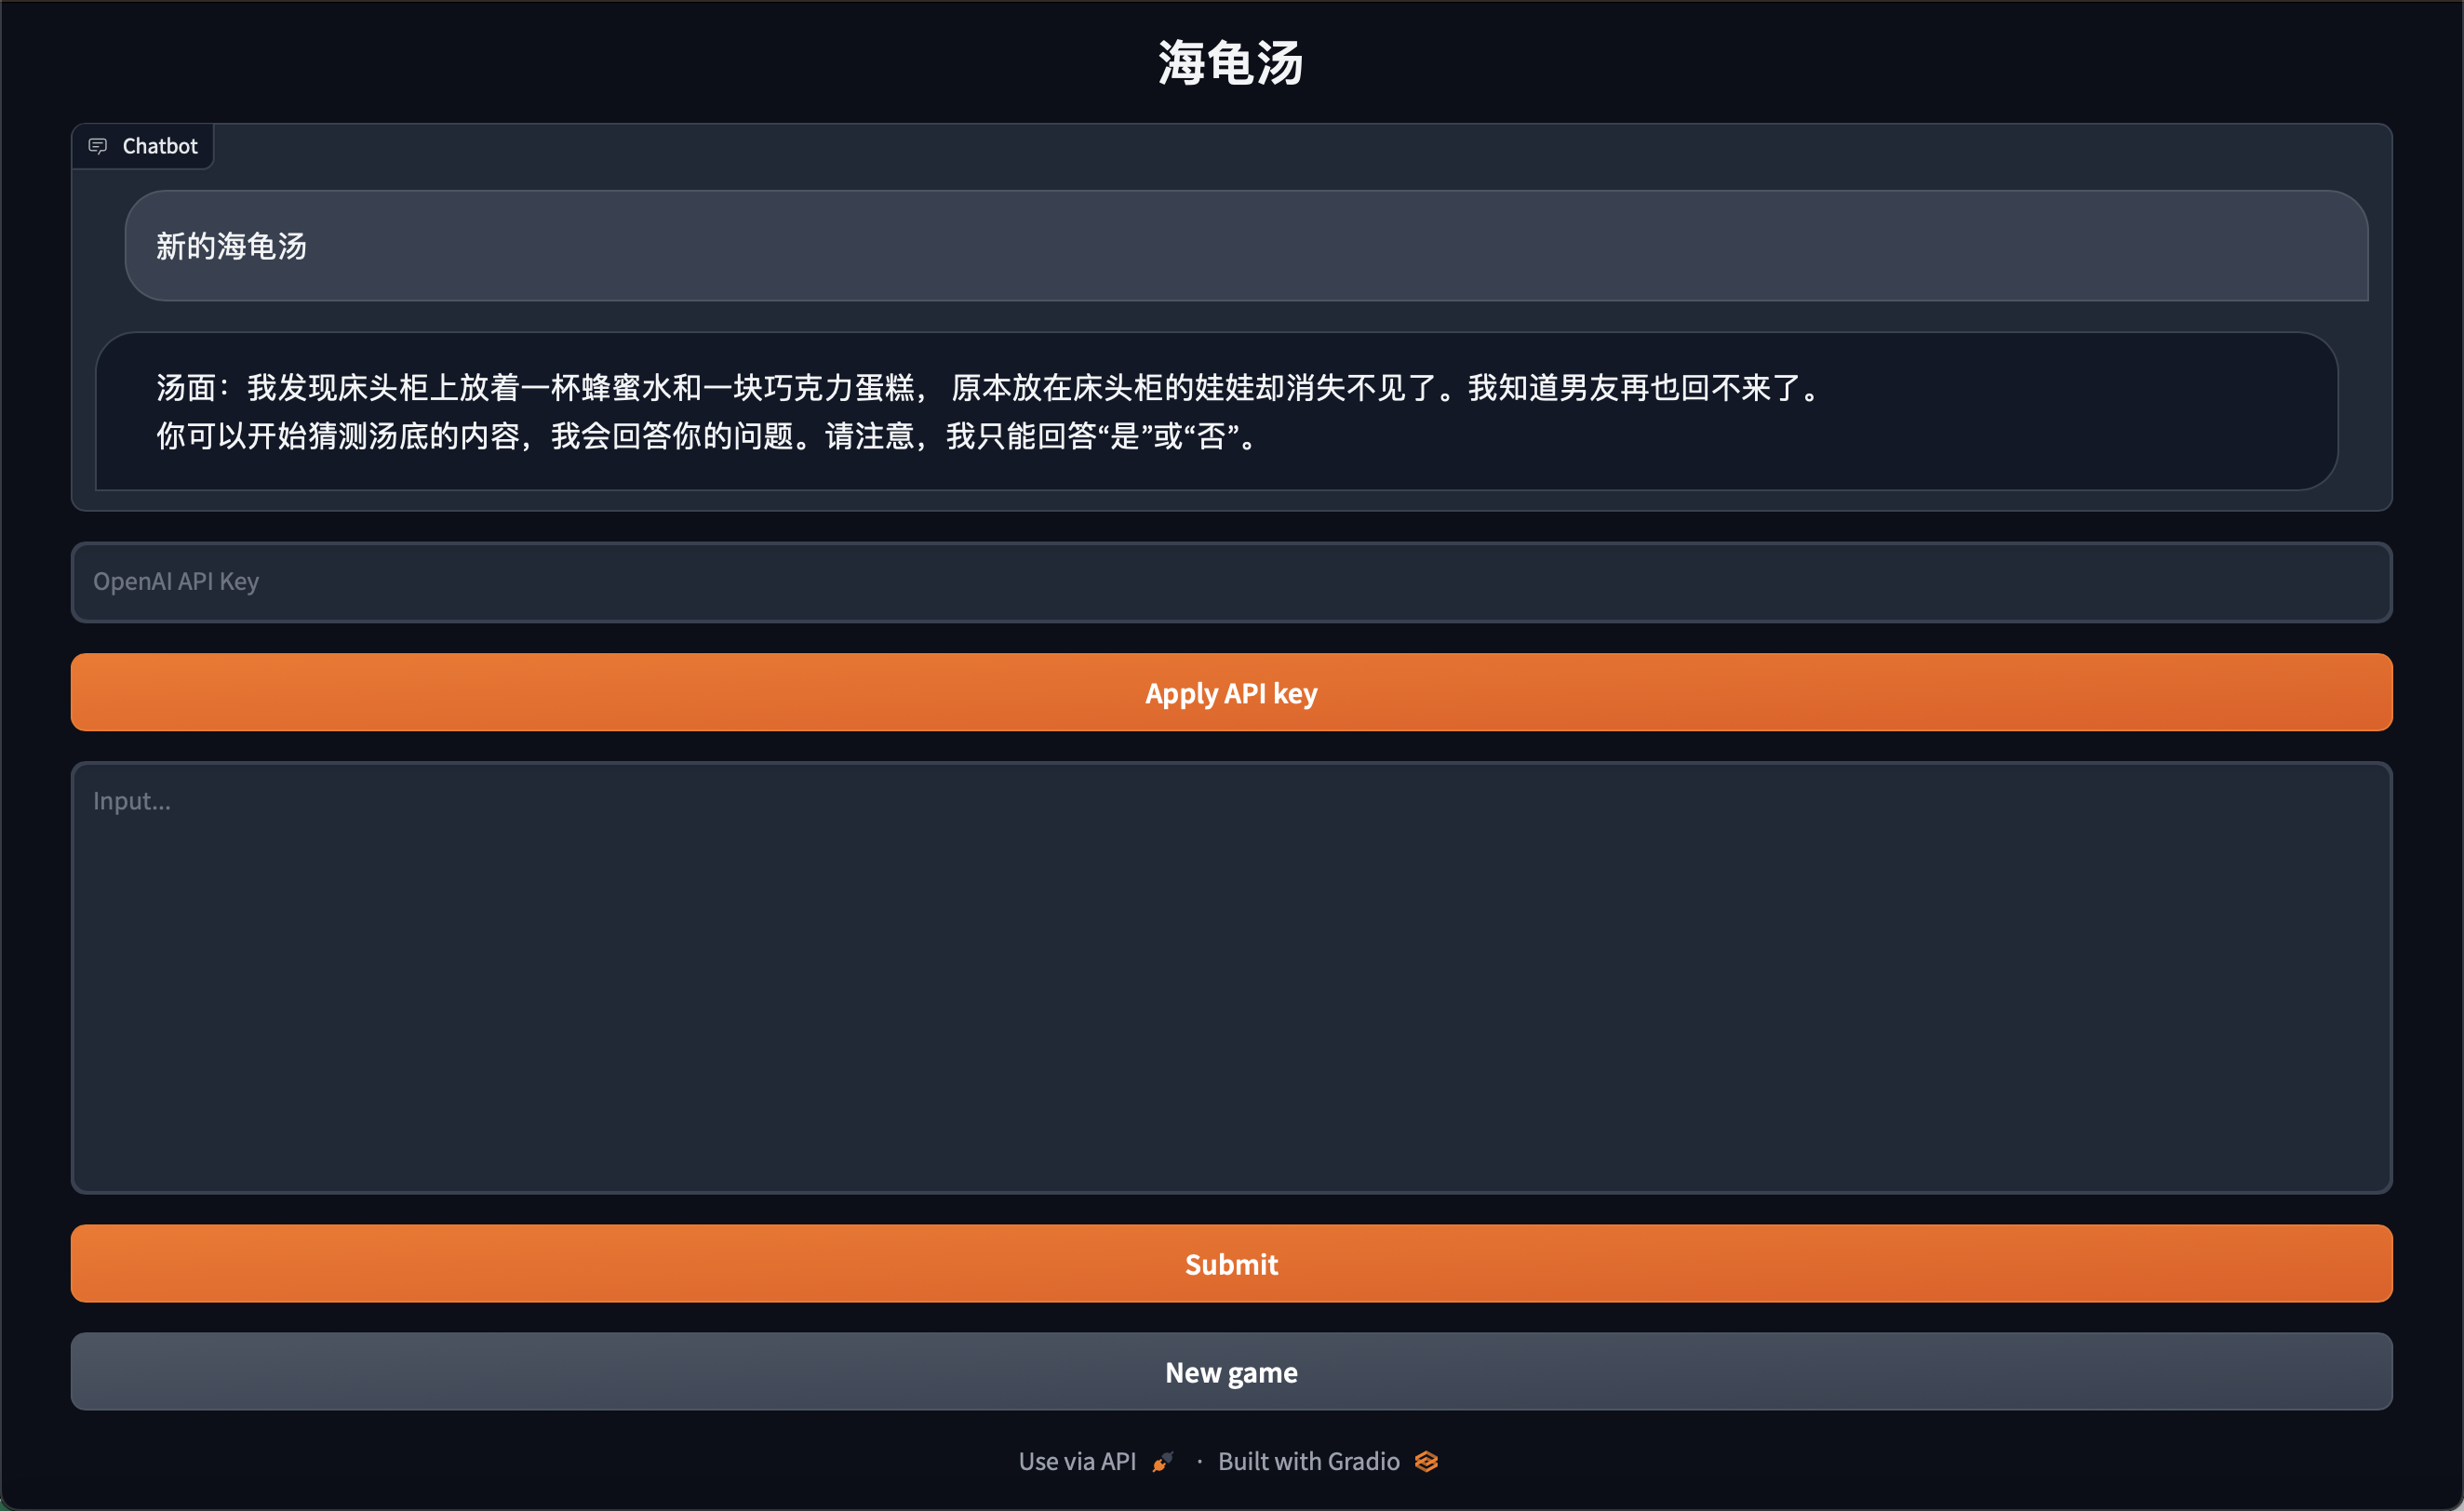 海龟汤
Chatbot
新的海龟汤
汤面：我发现床头柜上放着一杯蜂蜜水和一块巧克力蛋糕， 原本放在床头柜的娃娃却消失不见了。我知道男友再也回不来了。
你可以开始猜测汤底的内容，我会回答你的问题。请注意，我只能回答“是”或“否”。
OpenAI API Key
Apply API key
Input...
Submit
New game
Use via API · Built with Gradio